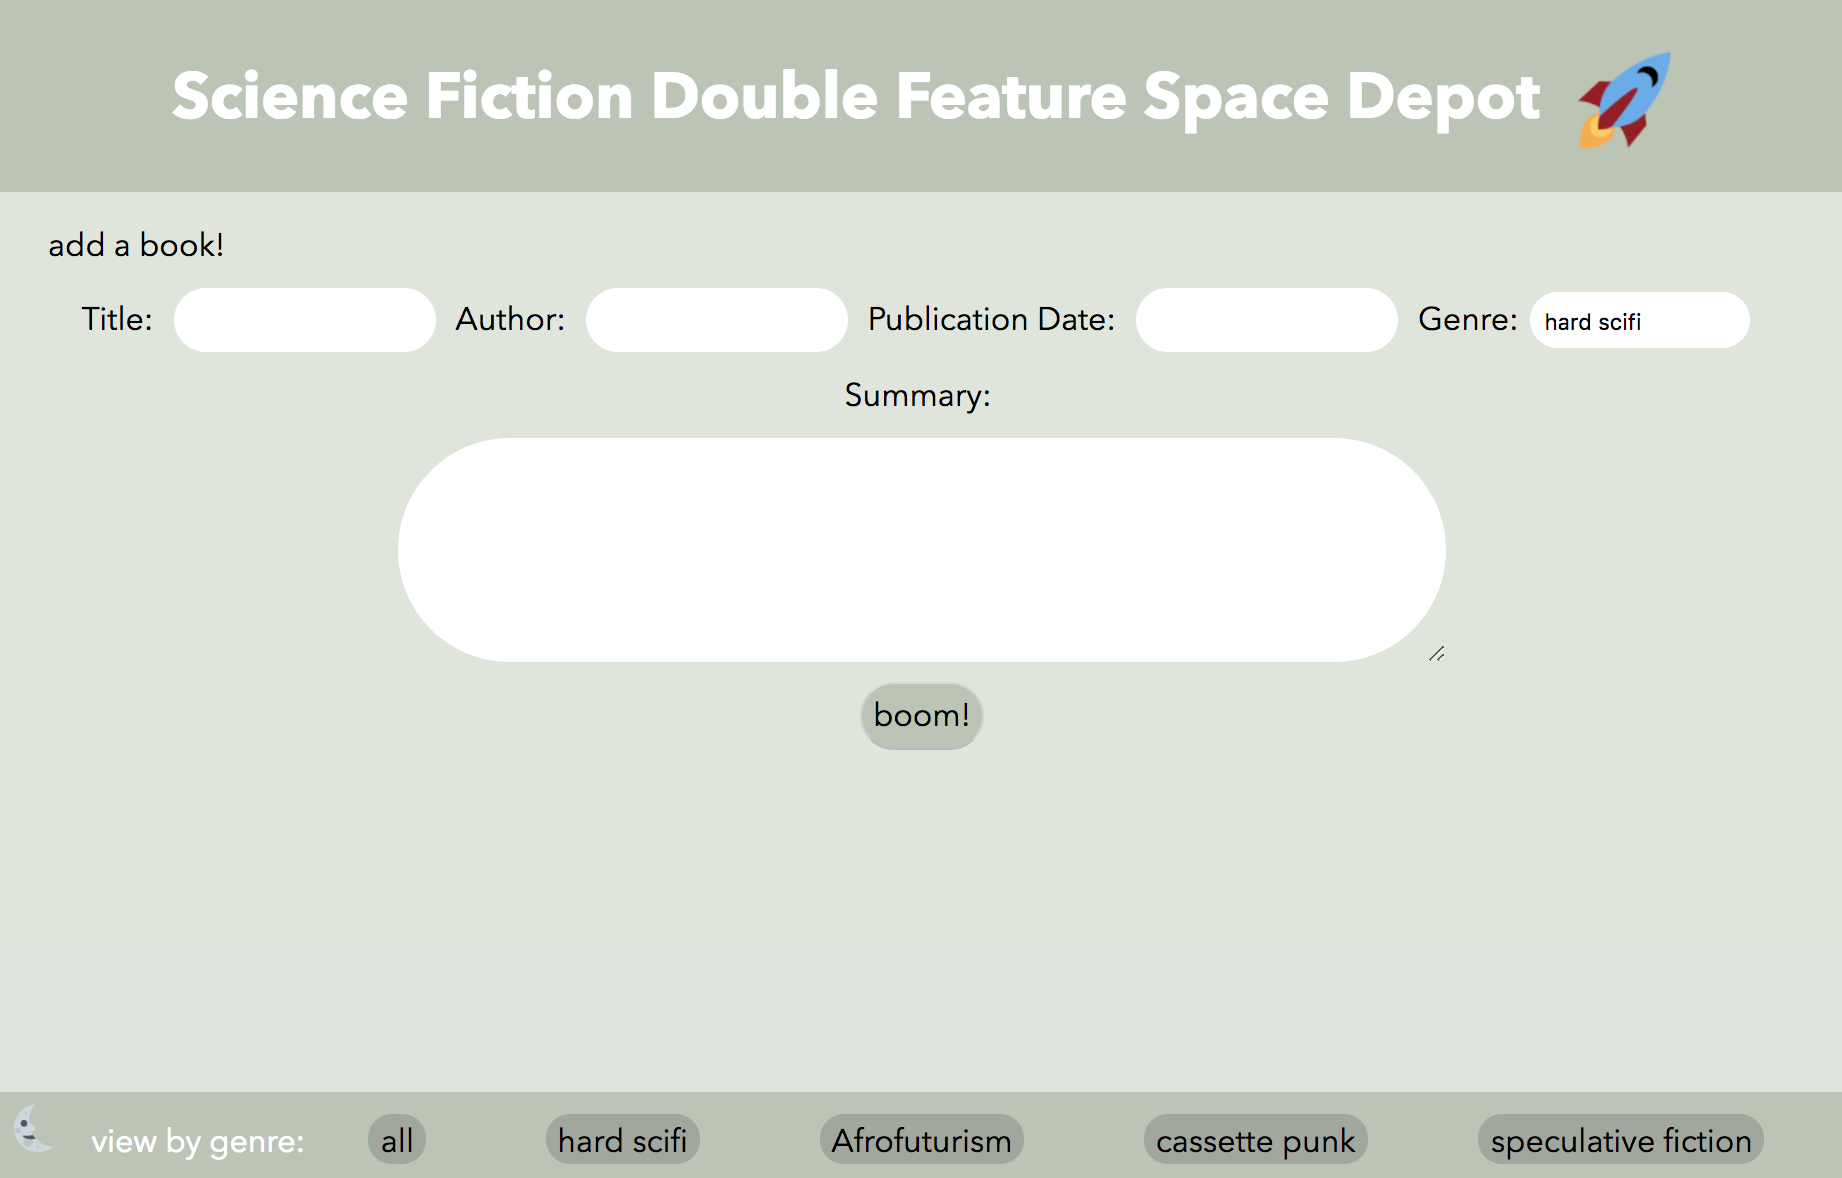 Science Fiction Double Feature Space Depot
add a book!
Title: Author: Publication Date: Genre: hard scifi
Summary:
boom!
view by genre: all hard scifi Afrofuturism cassette punk speculative fiction